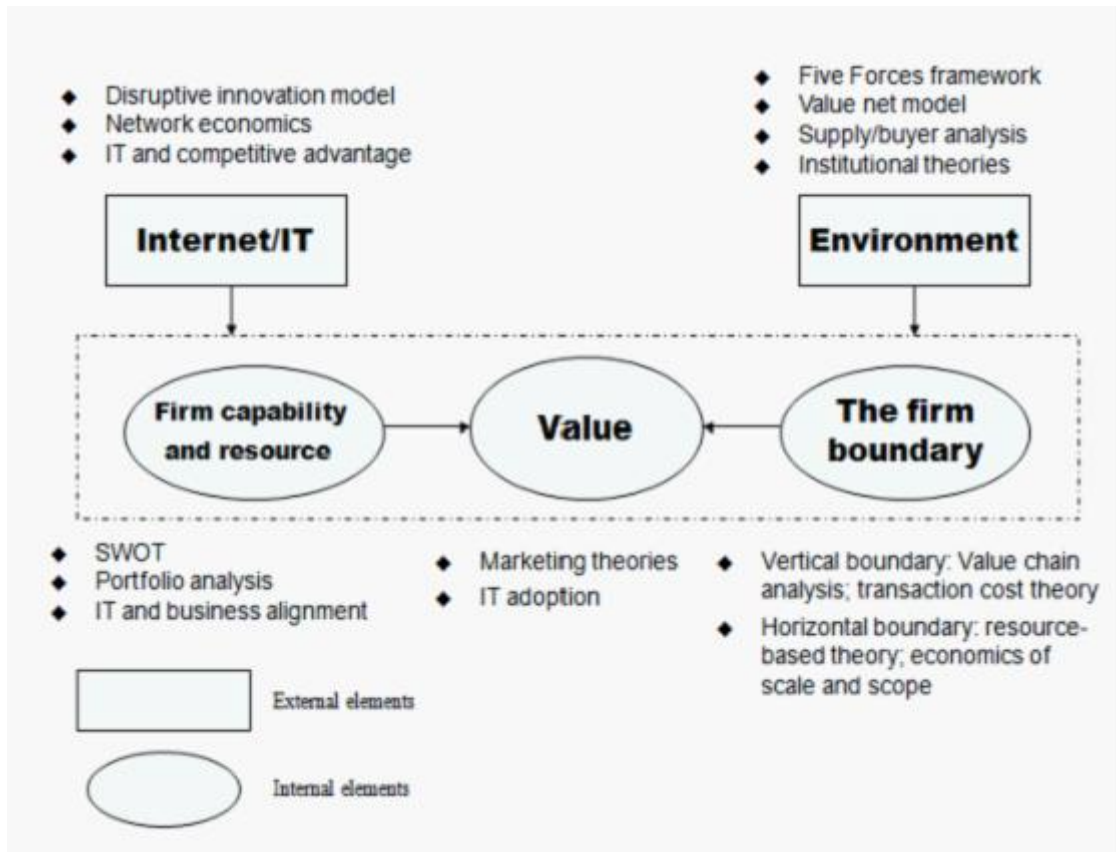 ◆ Disruptive innovation model
◆ Network economics
◆ IT and competitive advantage
◆ Five Forces framework
◆ Value net model
◆ Supply/buyer analysis
◆ Institutional theories
Internet/IT
Environment
Firm capability
and resource
Value
The firm
boundary
◆ SWOT
◆ Portfolio analysis
◆ IT and business alignment
◆ Marketing theories
◆ IT adoption
◆ Vertical boundary: Value chain
analysis; transaction cost theory
◆ Horizontal boundary: resource-
based theory; economics of
scale and scope
External elements
Internal elements